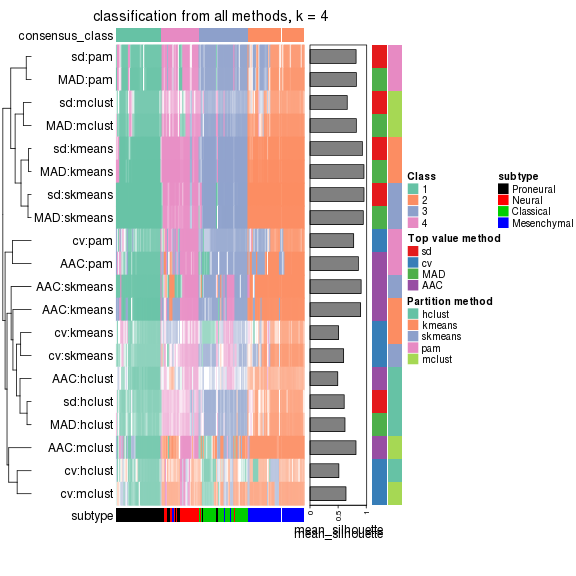 classification from all methods, k = 4
consensus_class
sd:pam
MAD:pam
sd:mclust
MAD:mclust
sd:kmeans
MAD:kmeans
sd:skmeans
MAD:skmeans
cv:pam
AAC:pam
AAC:skmeans
AAC:kmeans
cv:kmeans
cv:skmeans
AAC:hclust
sd:hclust
MAD:hclust
AAC:mclust
cv:hclust
cv:mclust
subtype
0
0.5
1
mean_silhouette
mean_silhouette
Class
1
2
3
4
subtype
Proneural
Neural
Classical
Mesenchymal
Top value method
sd
cv
MAD
AAC
Partition method
hclust
kmeans
skmeans
pam
mclust